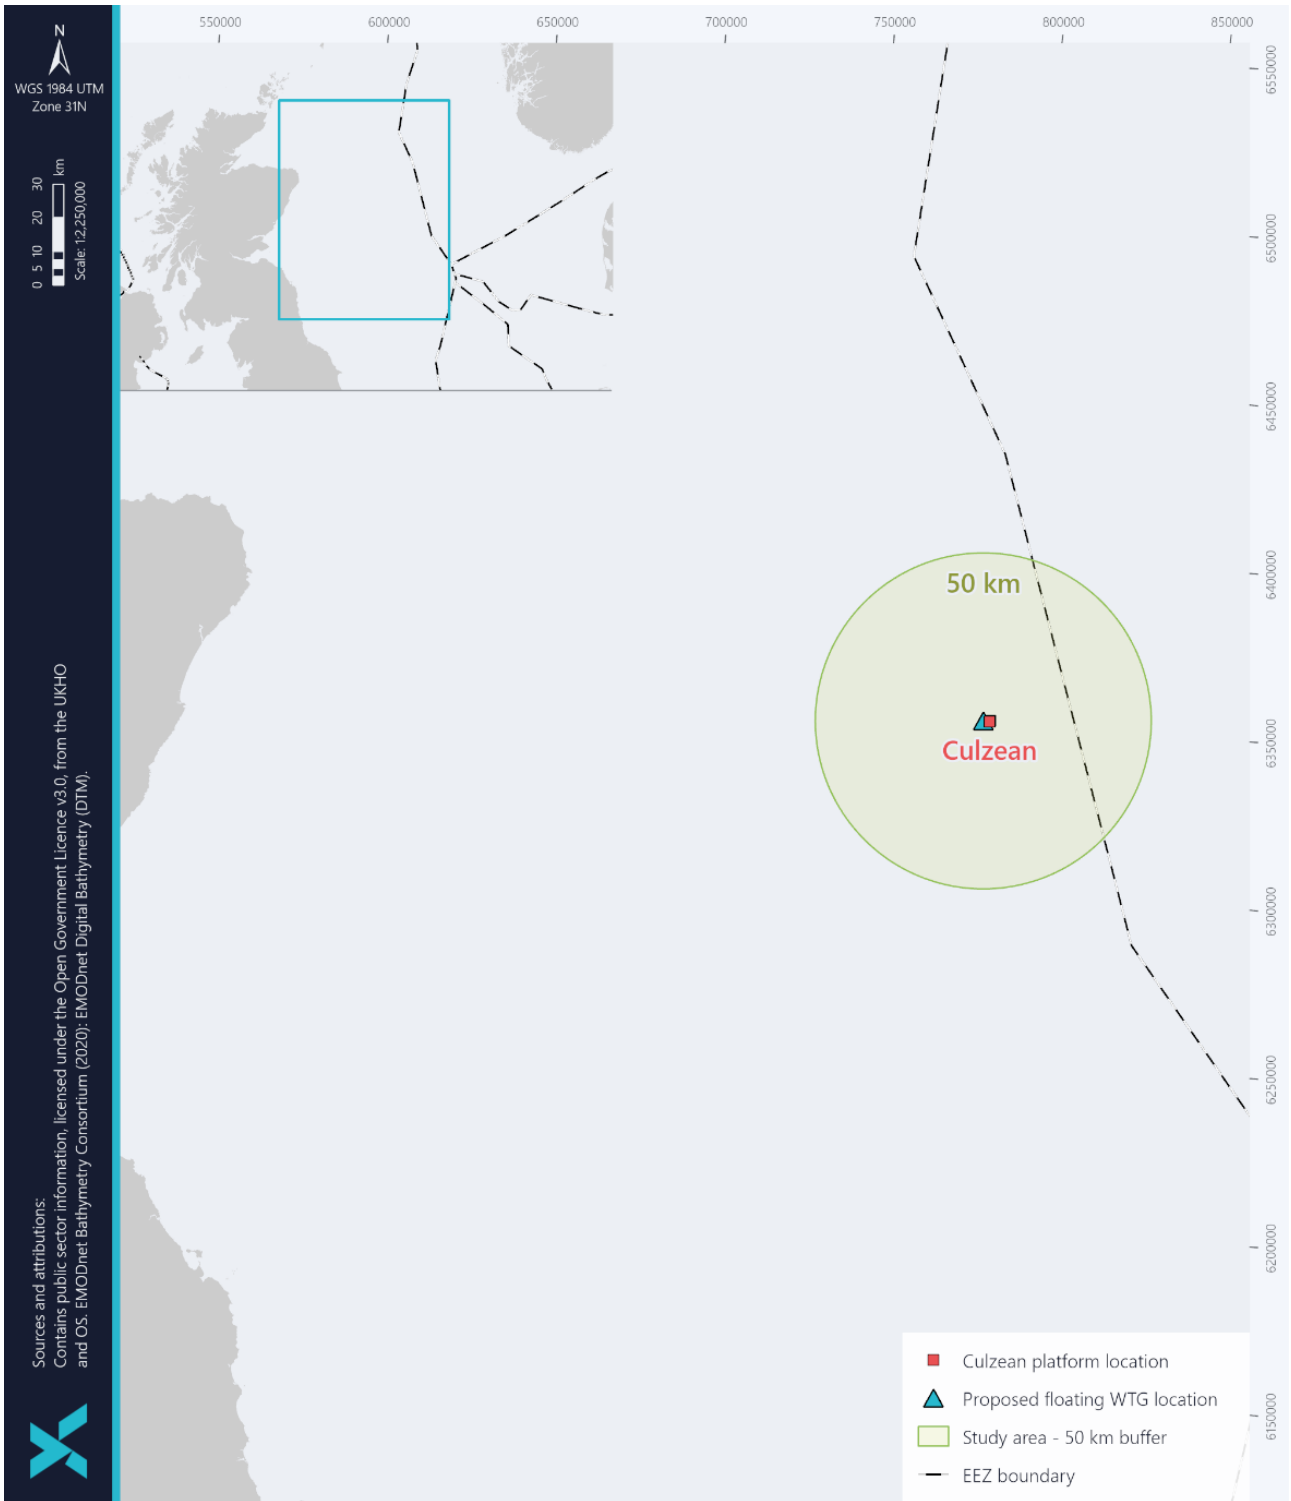 550000 600000 650000 700000 750000 800000 850000
N
WGS 1984 UTM
Zone 31N
0 5 10 20 30 km
Scale: 1:2,250,000
6550000
6500000
6450000
6400000
6350000
6300000
6250000
6200000
6150000
50 km
Culzean
Sources and attributions:
Contains public sector information, licensed under the Open Government Licence v3.0, from the UKHO
and OS. EMODnet Bathymetry Consortium (2020): EMODnet Digital Bathymetry (DTM).
Culzean platform location
Proposed floating WTG location
Study area - 50 km buffer
EEZ boundary